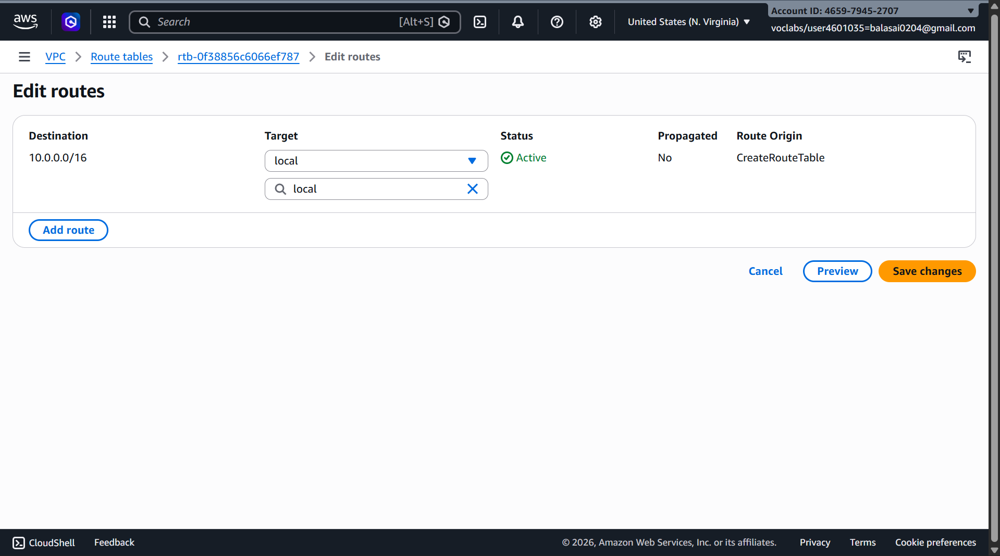 aws
Search [Alt+S]
United States (N. Virginia)
Account ID: 4659-7945-2707
voclabs/user4601035=balasai0204@gmail.com
VPC
Route tables
rtb-0f38856c6066ef787
Edit routes
Edit routes
Destination Target Status Propagated Route Origin
10.0.0.0/16 local Active No CreateRouteTable
local
Add route
Cancel
Preview
Save changes
CloudShell
Feedback
© 2026, Amazon Web Services, Inc. or its affiliates.
Privacy
Terms
Cookie preferences